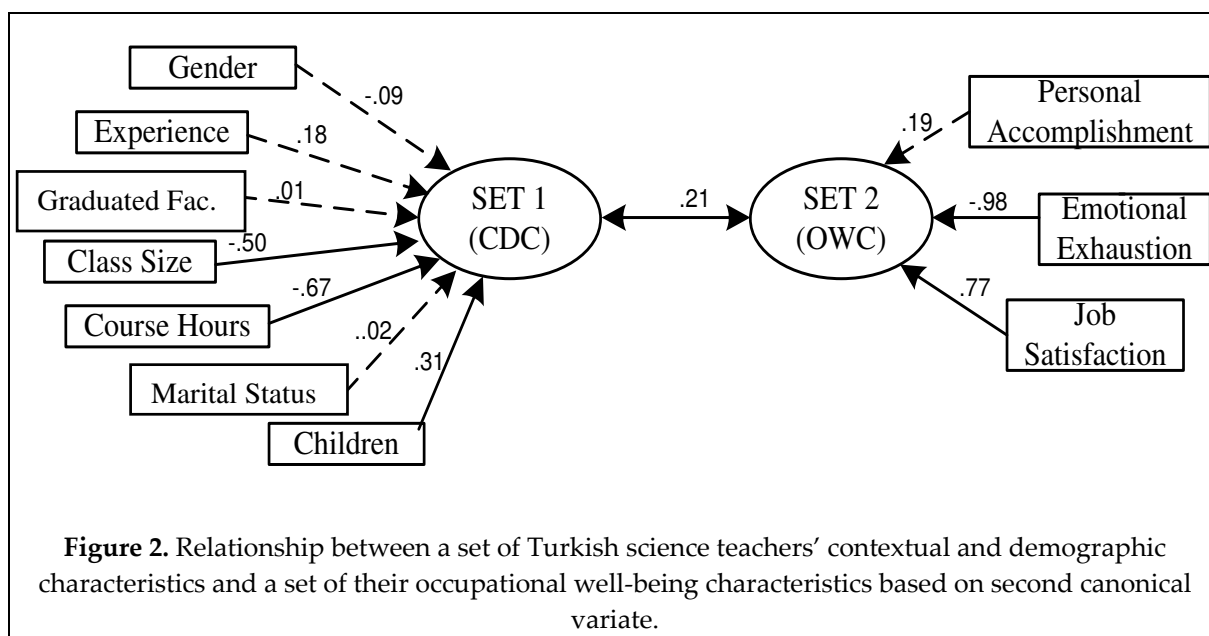 Gender
-.09
Experience
.18
Graduated Fac.
.01
Class Size
-.50
Course Hours
-.67
Marital Status
..02
Children
.31
SET 1
(CDC)
.21
SET 2
(OWC)
Personal
Accomplishment
.19
Emotional
Exhaustion
-.98
Job
Satisfaction
.77
Figure 2. Relationship between a set of Turkish science teachers’ contextual and demographic
characteristics and a set of their occupational well-being characteristics based on second canonical
variate.